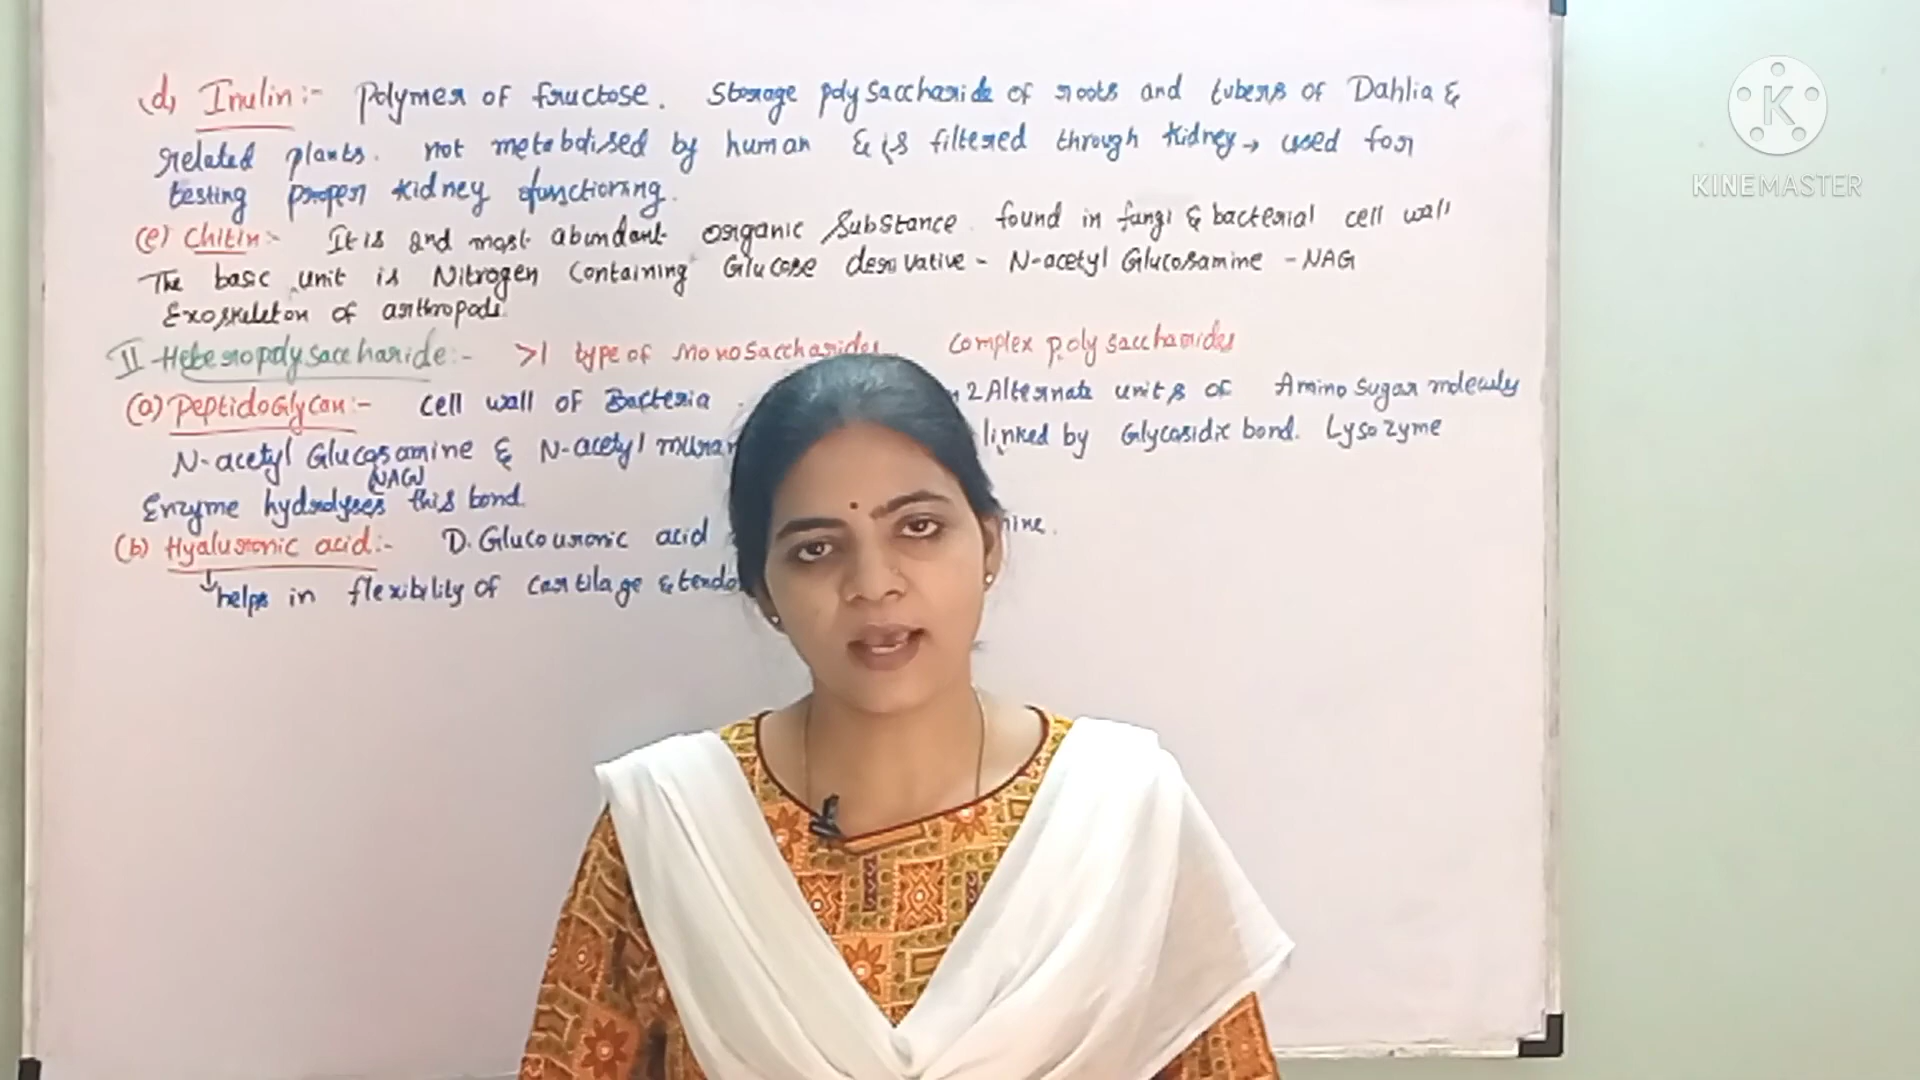 (d) Inulin:- Polymer of fructose. Storage polysaccharide of roots and tubers of Dahlia &
related plants. not metabolised by human & is filtered through kidney → used for
testing proper kidney functioning.
(e) Chitin:- It is 2nd most abundant organic substance. found in fungi & bacterial cell wall
The basic unit is Nitrogen Containing Glucose derivative - N-acetyl Glucosamine - NAG
Exoskeleton of arthropods.
II Heteropolysaccharide:- >1 type of Monosaccharides Complex polysaccharides
(a) Peptidoglycan:- cell wall of Bacteria 2 Alternate units of Amino sugar
N-acetyl Glucosamine & N-acetyl linked by Glycosidic bond. Lysozyme
NAG
Enzyme hydrolyses this bond.
(b) Hyaluronic acid:- D. Glucouronic acid
↓ helps in flexibility of cartilage &
K
KINEMASTER